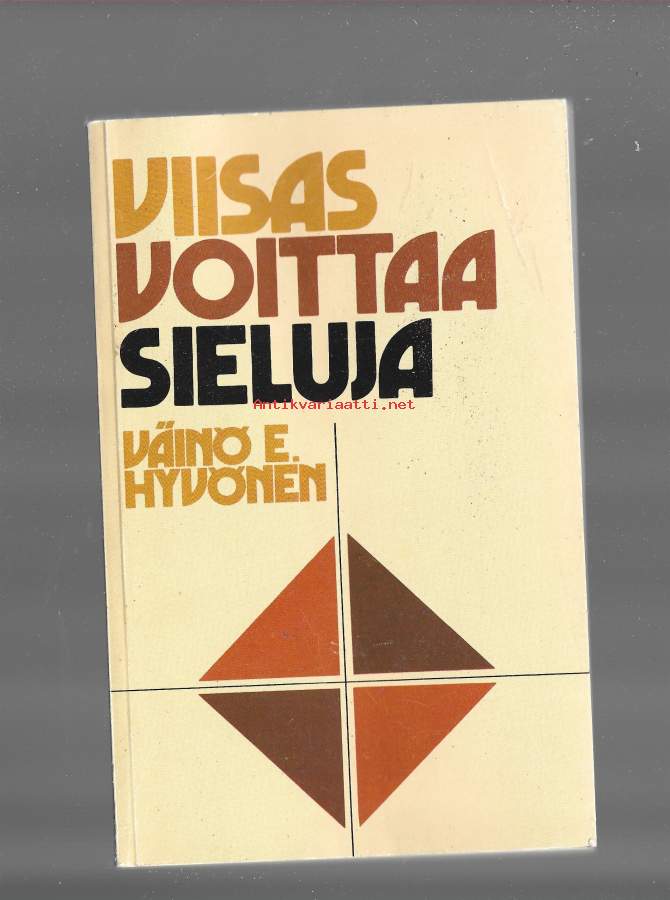 VIISAS
VOITTAA
SIELUJA
Antikvariaatti.net
VÄINÖ E.
HYVÖNEN